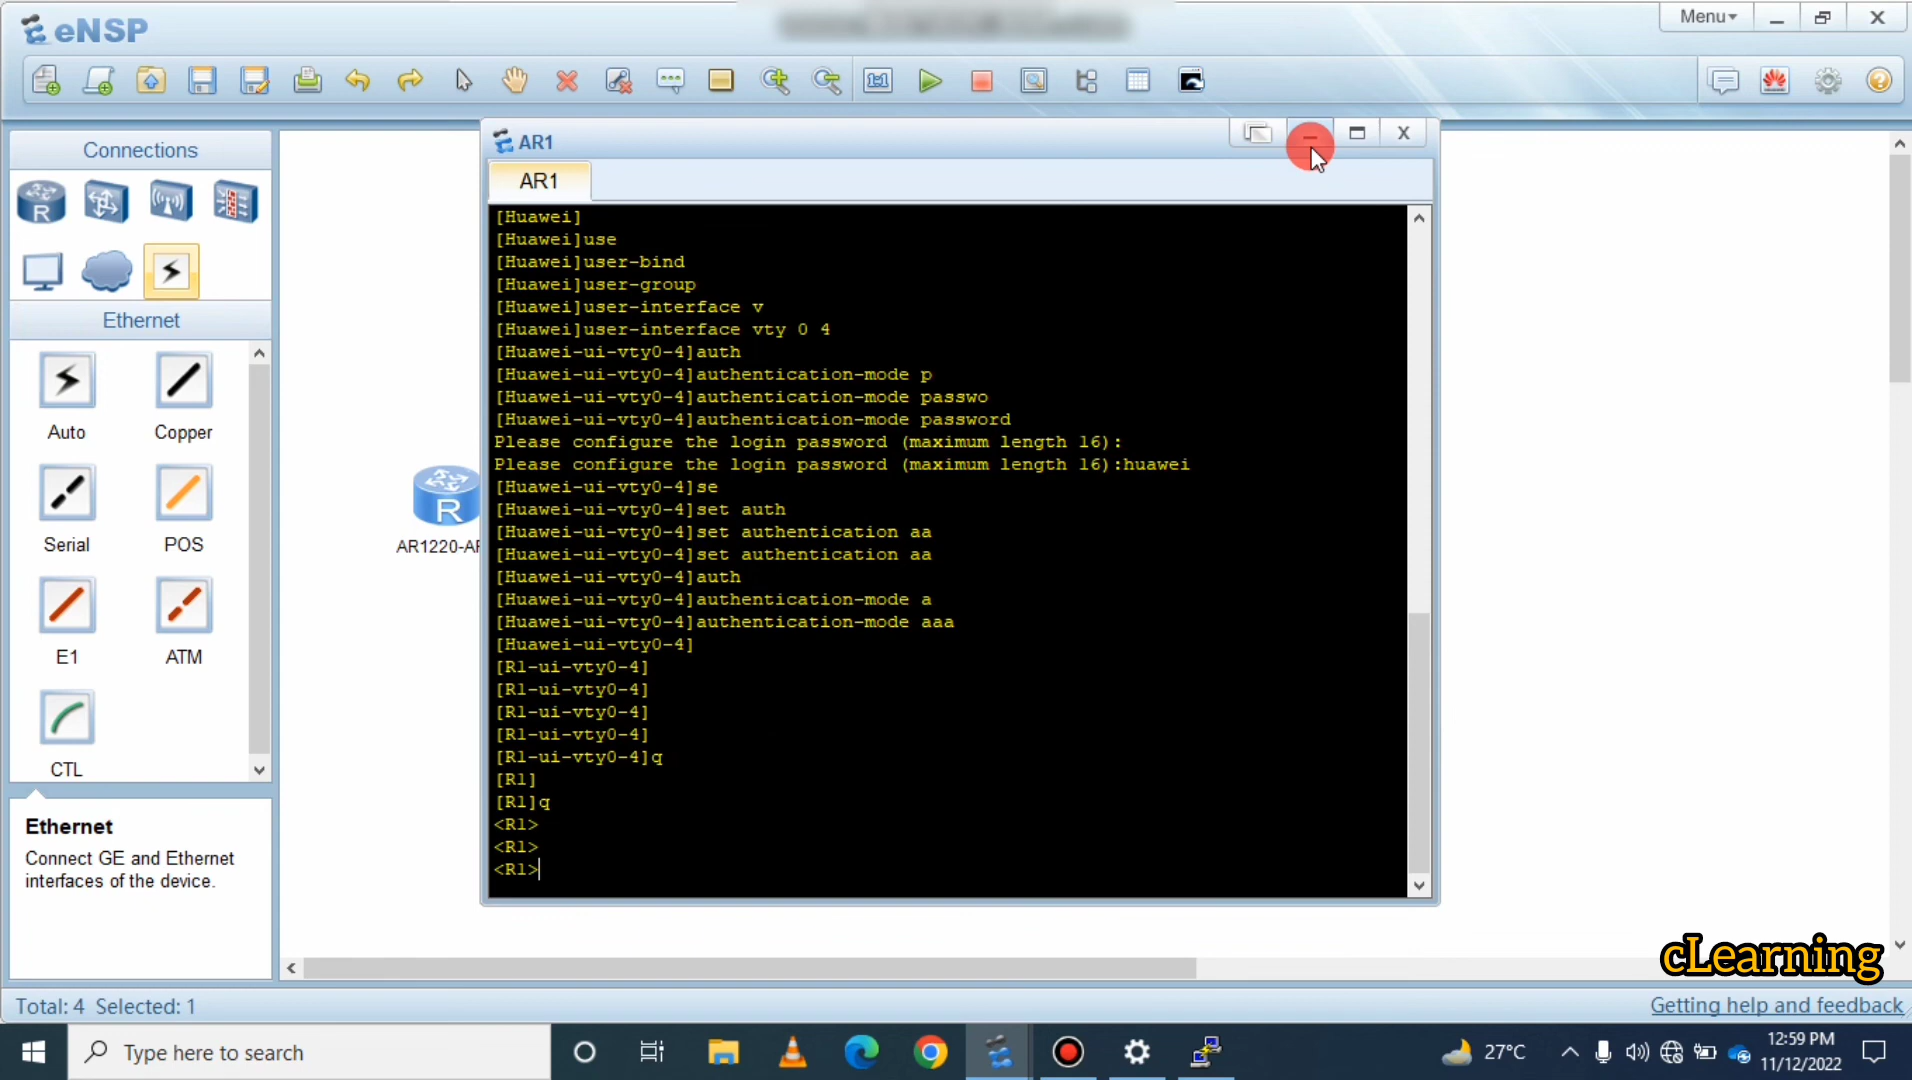 eNSP
Menu
AR1
AR1
Connections
R
Ethernet
Auto
Copper
Serial
POS
E1
ATM
CTL
Ethernet
Connect GE and Ethernet
interfaces of the device.
R
AR1220-AR
[Huawei]
[Huawei]use
[Huawei]user-bind
[Huawei]user-group
[Huawei]user-interface v
[Huawei]user-interface vty 0 4
[Huawei-ui-vty0-4]auth
[Huawei-ui-vty0-4]authentication-mode p
[Huawei-ui-vty0-4]authentication-mode passwo
[Huawei-ui-vty0-4]authentication-mode password
Please configure the login password (maximum length 16):
Please configure the login password (maximum length 16):huawei
[Huawei-ui-vty0-4]se
[Huawei-ui-vty0-4]set auth
[Huawei-ui-vty0-4]set authentication aa
[Huawei-ui-vty0-4]set authentication aa
[Huawei-ui-vty0-4]auth
[Huawei-ui-vty0-4]authentication-mode a
[Huawei-ui-vty0-4]authentication-mode aaa
[Huawei-ui-vty0-4]
[R1-ui-vty0-4]
[R1-ui-vty0-4]
[R1-ui-vty0-4]
[R1-ui-vty0-4]
[R1-ui-vty0-4]q
[R1]
[R1]q
<R1>
<R1>
<R1>
cLearning
Total: 4 Selected: 1
Getting help and feedback
Type here to search
27°C
12:59 PM
11/12/2022